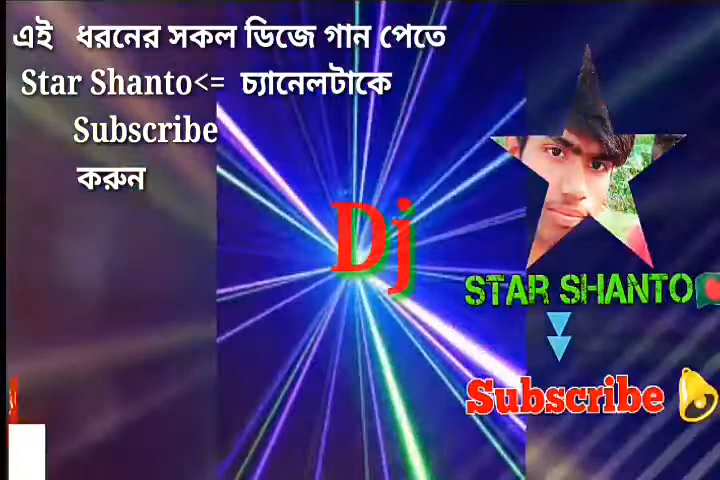 এই ধরনের সকল ডিজে গান পেতে
Star Shanto<= চ্যানেলটাকে
Subscribe
করুন
Dj
STAR SHANTO
Subscribe